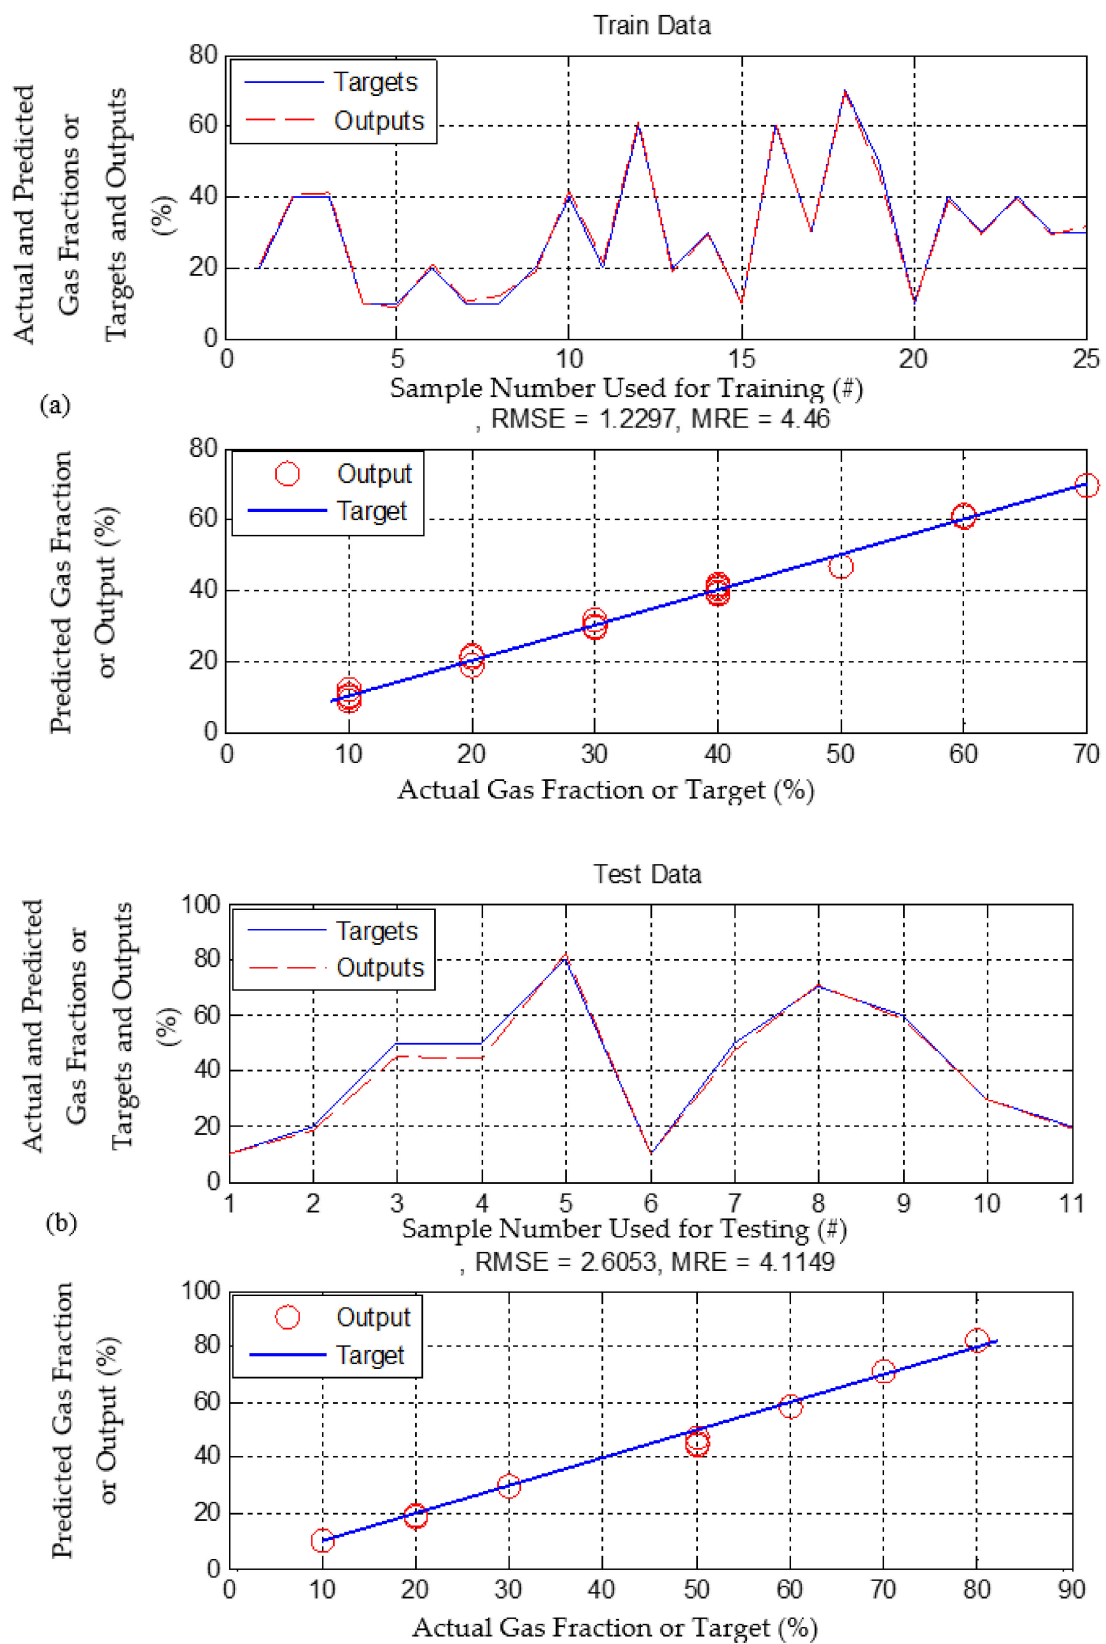 Train Data
Actual and Predicted
Gas Fractions or
Targets and Outputs
(%)
80
60
40
20
0
Targets
Outputs
0 5 10 15 20 25
Sample Number Used for Training (#)
(a)
, RMSE = 1.2297, MRE = 4.46
Predicted Gas Fraction
or Output (%)
80
60
40
20
0
Output
Target
0 10 20 30 40 50 60 70
Actual Gas Fraction or Target (%)
Test Data
Actual and Predicted
Gas Fractions or
Targets and Outputs
(%)
100
80
60
40
20
0
Targets
Outputs
1 2 3 4 5 6 7 8 9 10 11
Sample Number Used for Testing (#)
(b)
, RMSE = 2.6053, MRE = 4.1149
Predicted Gas Fraction
or Output (%)
100
80
60
40
20
0
Output
Target
0 10 20 30 40 50 60 70 80 90
Actual Gas Fraction or Target (%)